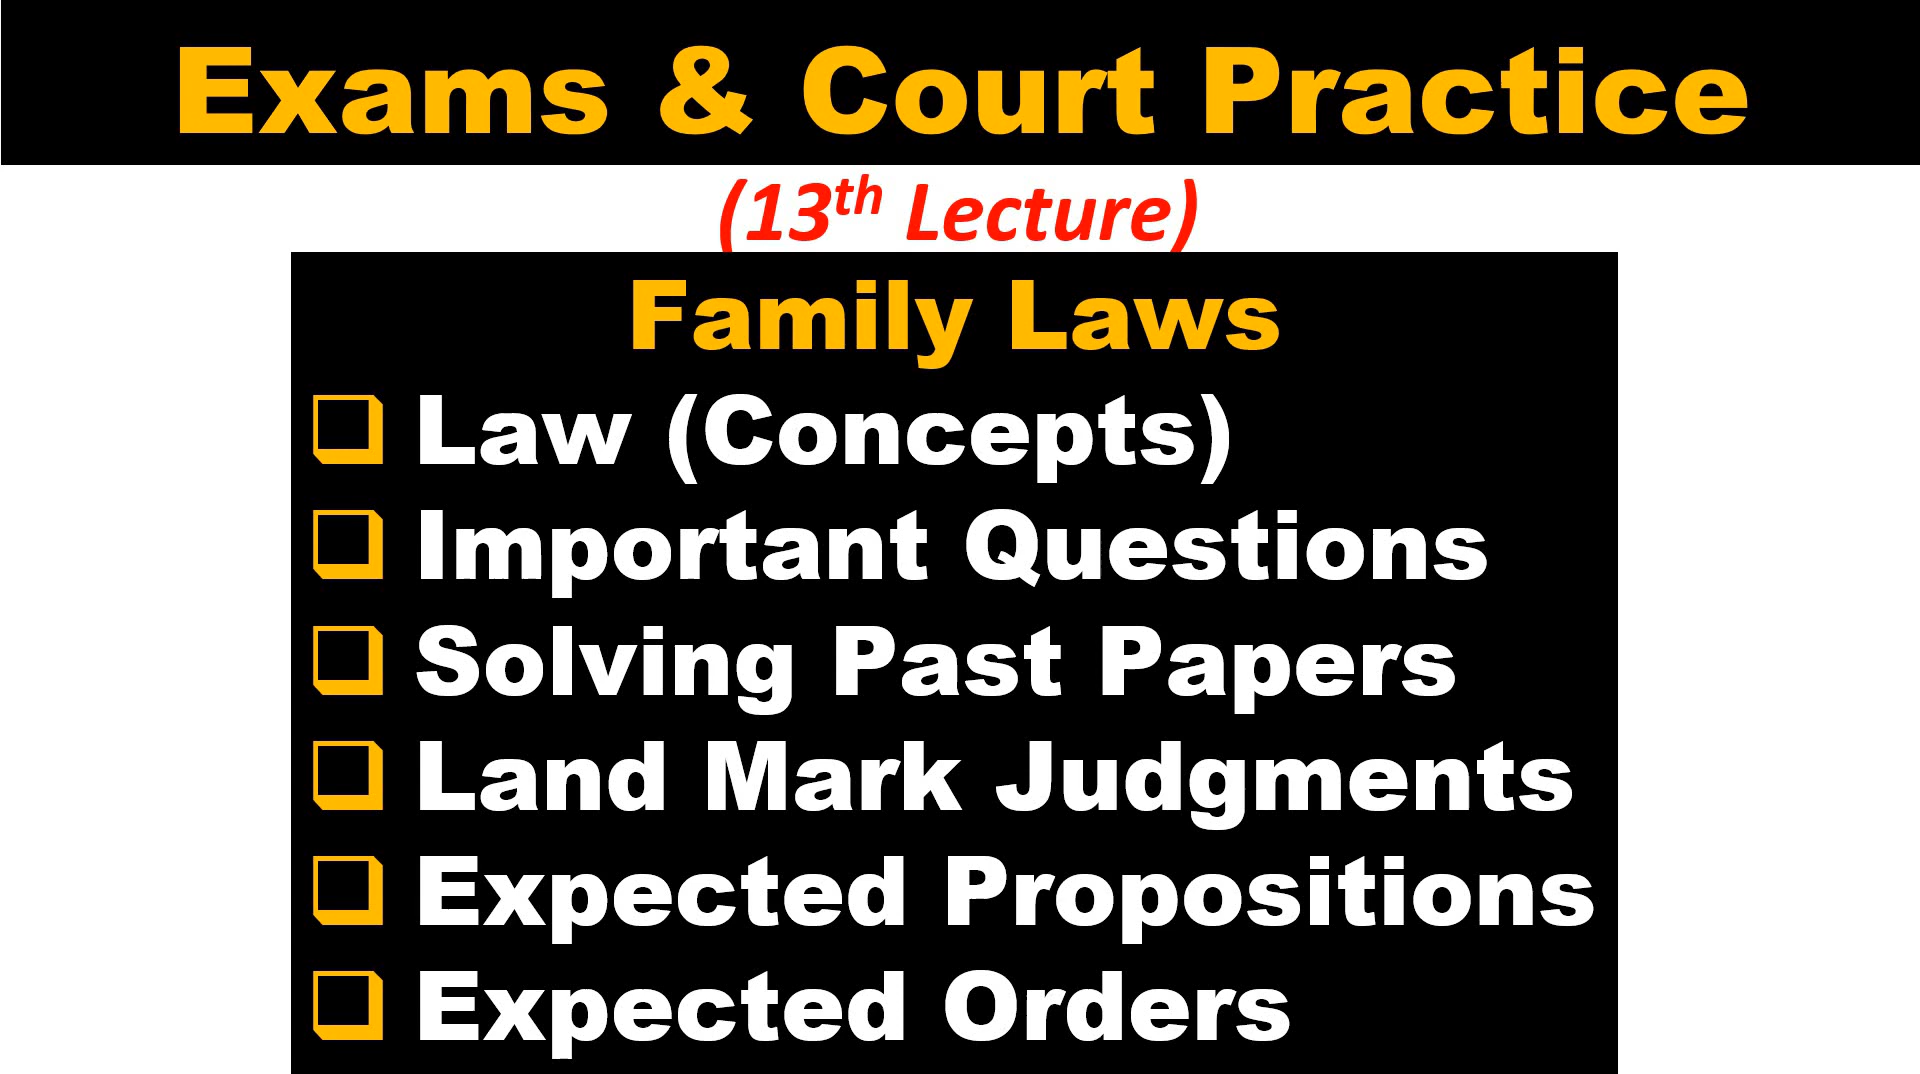 Exams & Court Practice
(13th Lecture)
Family Laws
❑ Law (Concepts)
❑ Important Questions
❑ Solving Past Papers
❑ Land Mark Judgments
❑ Expected Propositions
❑ Expected Orders